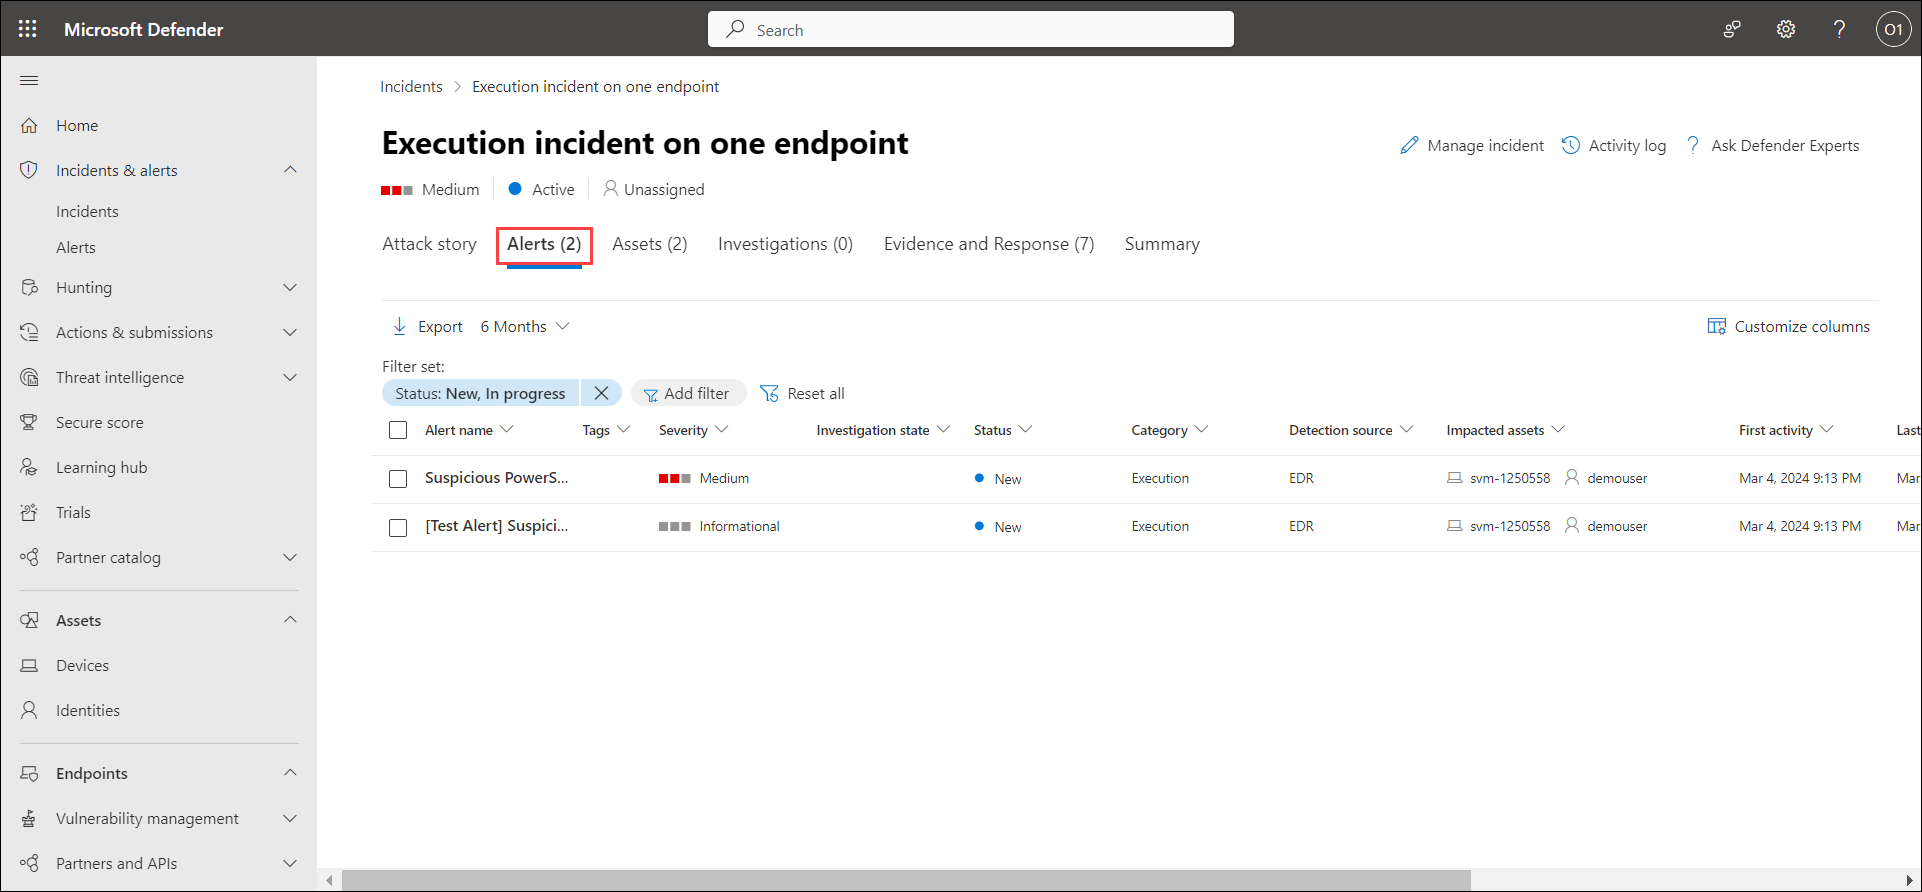 Microsoft Defender
Search
O1
Home
Incidents & alerts
Incidents
Alerts
Hunting
Actions & submissions
Threat intelligence
Secure score
Learning hub
Trials
Partner catalog
Assets
Devices
Identities
Endpoints
Vulnerability management
Partners and APIs
Incidents > Execution incident on one endpoint
Execution incident on one endpoint
Manage incident Activity log ? Ask Defender Experts
Medium Active Unassigned
Attack story Alerts (2) Assets (2) Investigations (0) Evidence and Response (7) Summary
Export 6 Months Customize columns
Filter set:
Status: New, In progress Add filter Reset all
Alert name Tags Severity Investigation state Status Category Detection source Impacted assets First activity Last
Suspicious PowerS... Medium New Execution EDR svm-1250558 demouser Mar 4, 2024 9:13 PM Mar
[Test Alert] Suspici... Informational New Execution EDR svm-1250558 demouser Mar 4, 2024 9:13 PM Mar